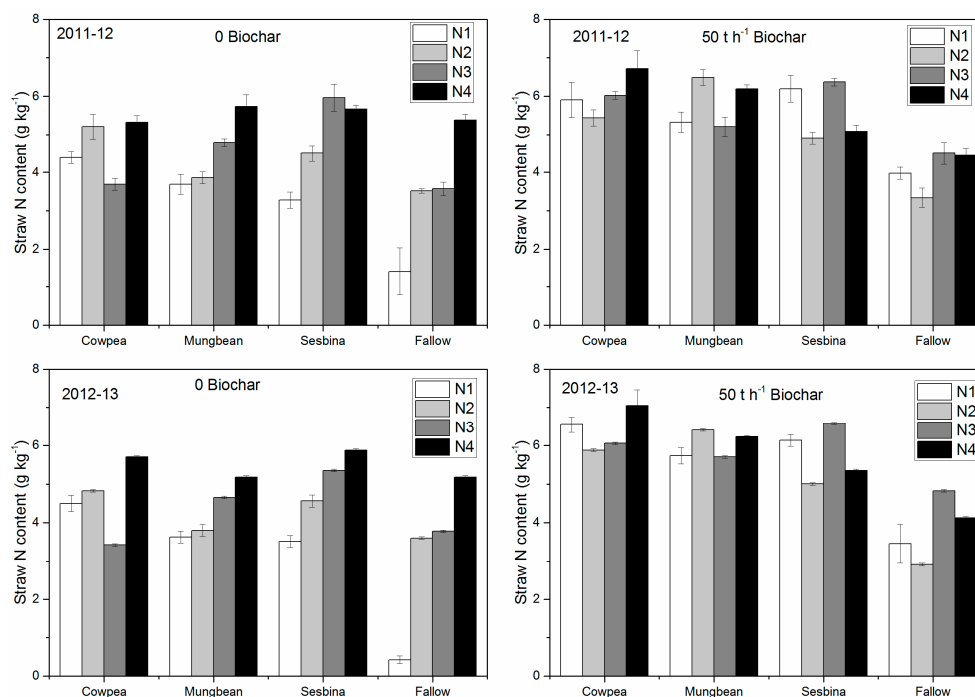 2011-12
0 Biochar
N1
N2
N3
N4
Straw N content (g kg⁻¹)
8
6
4
2
0
Cowpea Mungbean Sesbina Fallow
2011-12
50 t h⁻¹ Biochar
N1
N2
N3
N4
Straw N content (g kg⁻¹)
8
6
4
2
0
Cowpea Mungbean Sesbina Fallow
2012-13
0 Biochar
N1
N2
N3
N4
Straw N content (g kg⁻¹)
8
6
4
2
0
Cowpea Mungbean Sesbina Fallow
2012-13
50 t h⁻¹ Biochar
N1
N2
N3
N4
Straw N content (g kg⁻¹)
8
6
4
2
0
Cowpea Mungbean Sesbina Fallow